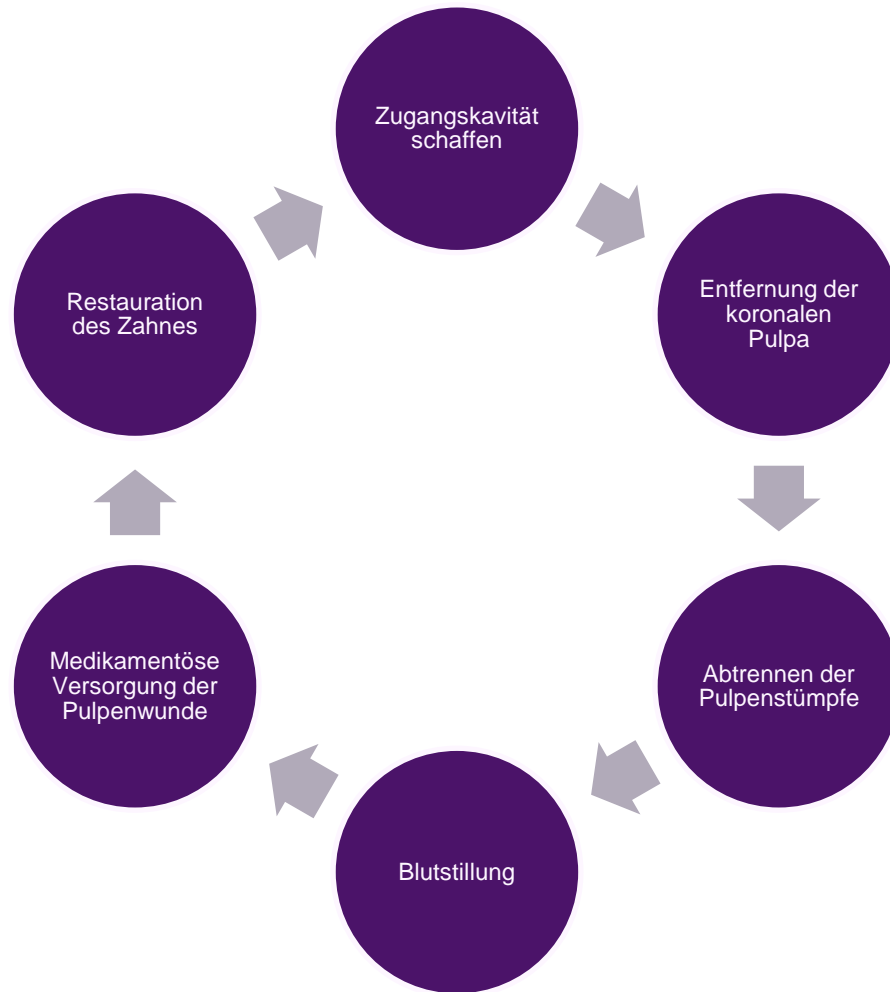 Zugangskavität
schaffen
Entfernung der
koronalen
Pulpa
Abtrennen der
Pulpenstümpfe
Blutstillung
Medikamentöse
Versorgung der
Pulpenwunde
Restauration
des Zahnes